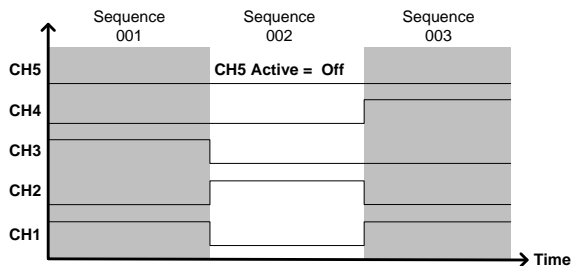 Sequence
001
Sequence
002
Sequence
003
CH5
CH5 Active = Off
CH4
CH3
CH2
CH1
Time